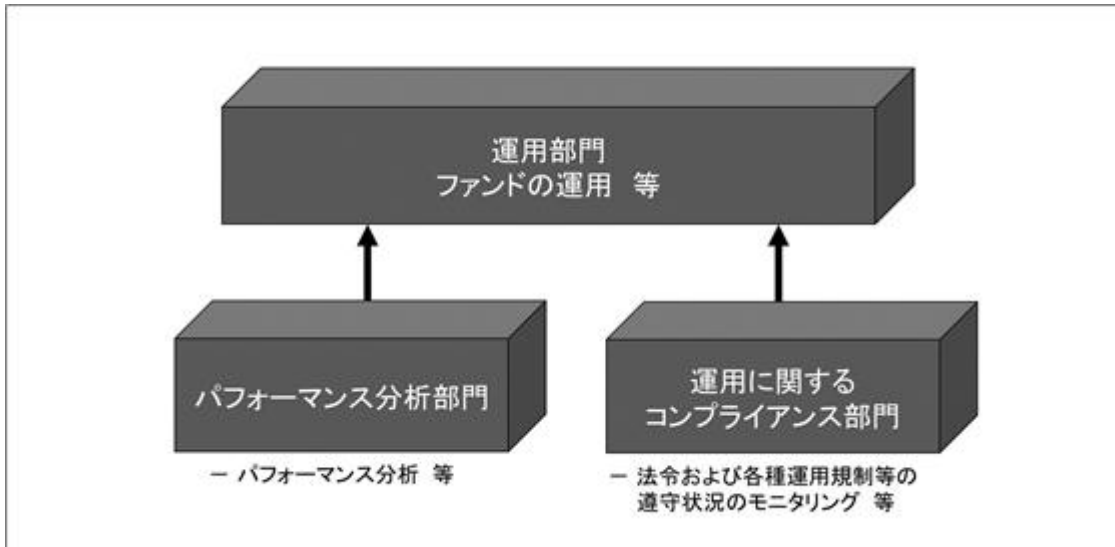 運用部門
ファンドの運用 等
パフォーマンス分析部門
－ パフォーマンス分析 等
運用に関する
コンプライアンス部門
－ 法令および各種運用規制等の
遵守状況のモニタリング 等